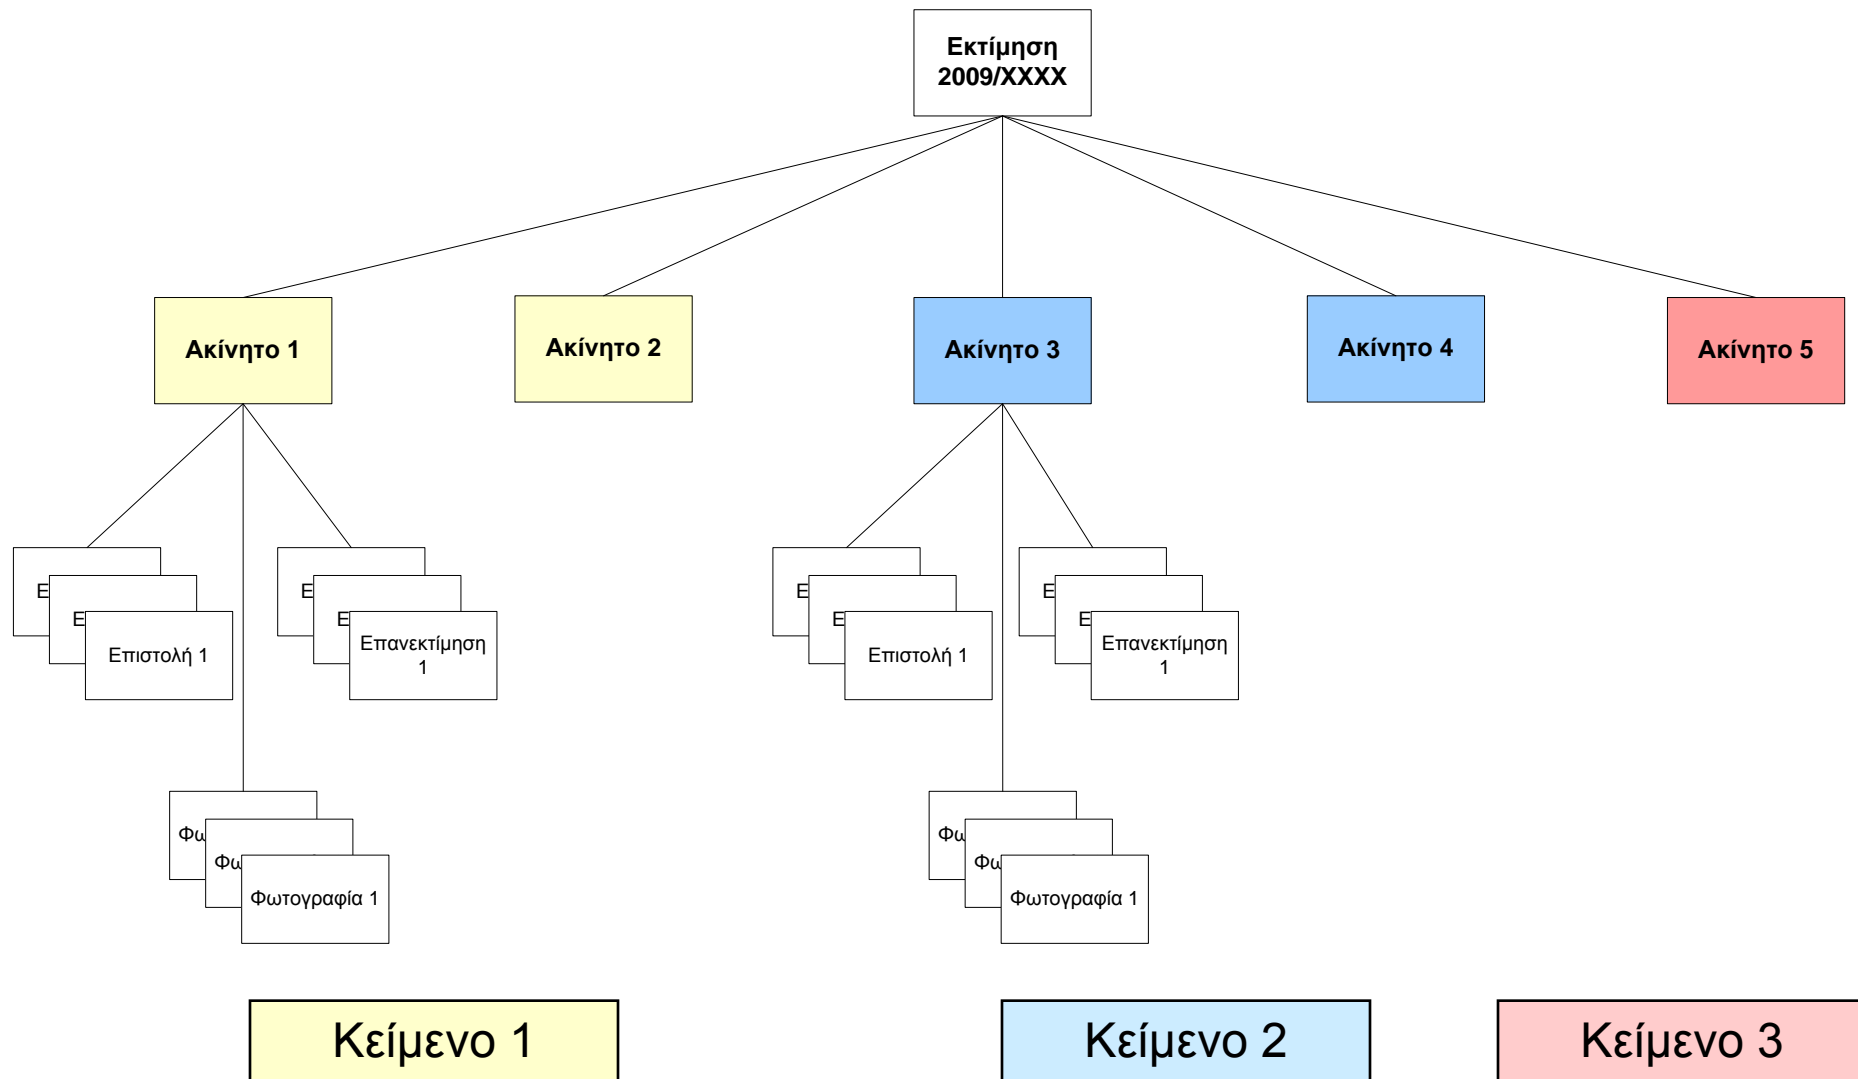 Εκτίμηση
2009/ΧΧΧΧ
Ακίνητο 1
Ακίνητο 2
Ακίνητο 3
Ακίνητο 4
Ακίνητο 5
Επιστολή 1
Επανεκτίμηση
1
Επιστολή 1
Επανεκτίμηση
1
Φωτογραφία 1
Φωτογραφία 1
Κείμενο 1
Κείμενο 2
Κείμενο 3